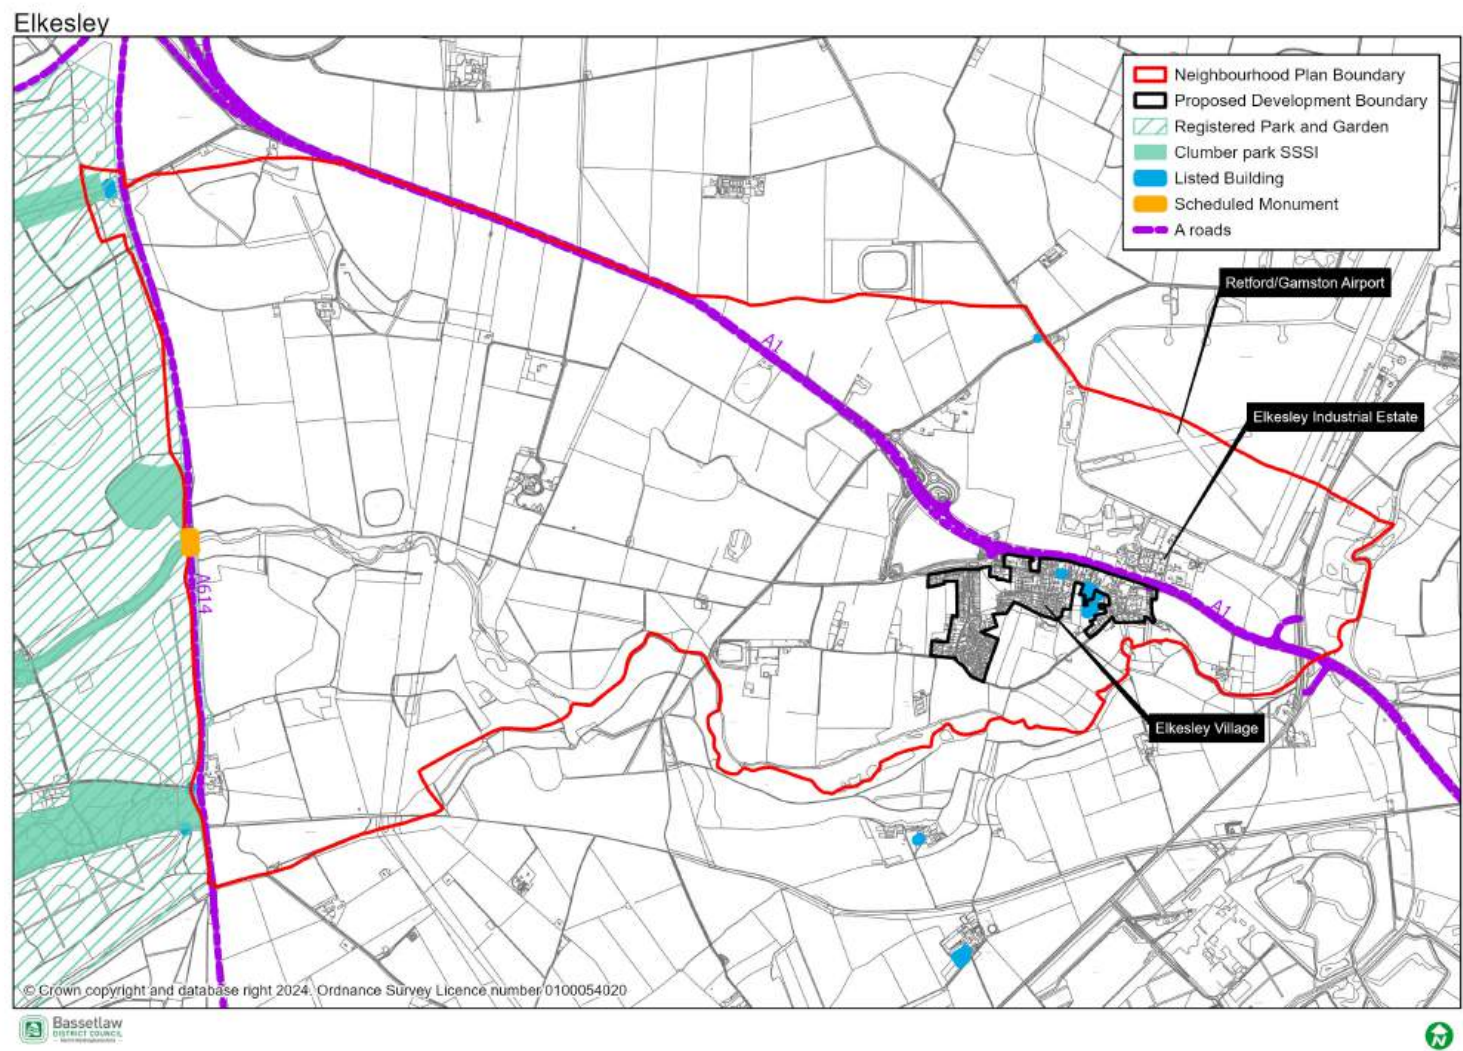 Elkesley
Neighbourhood Plan Boundary
Proposed Development Boundary
Registered Park and Garden
Clumber park SSSI
Listed Building
Scheduled Monument
A roads
Retford/Gamston Airport
A1
Elkesley Industrial Estate
A614
A1
Elkesley Village
© Crown copyright and database right 2024. Ordnance Survey Licence number 0100054020
Bassetlaw
DISTRICT COUNCIL
N